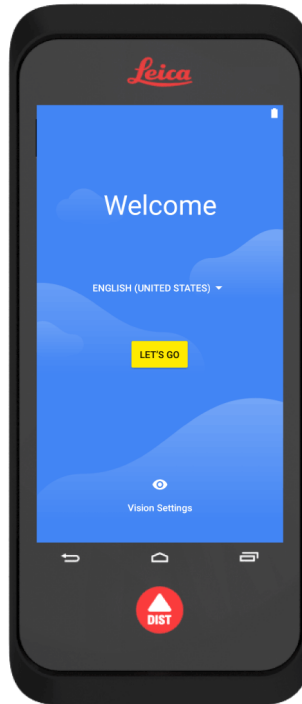 Leica
Welcome
ENGLISH (UNITED STATES)
LET'S GO
Vision Settings
DIST